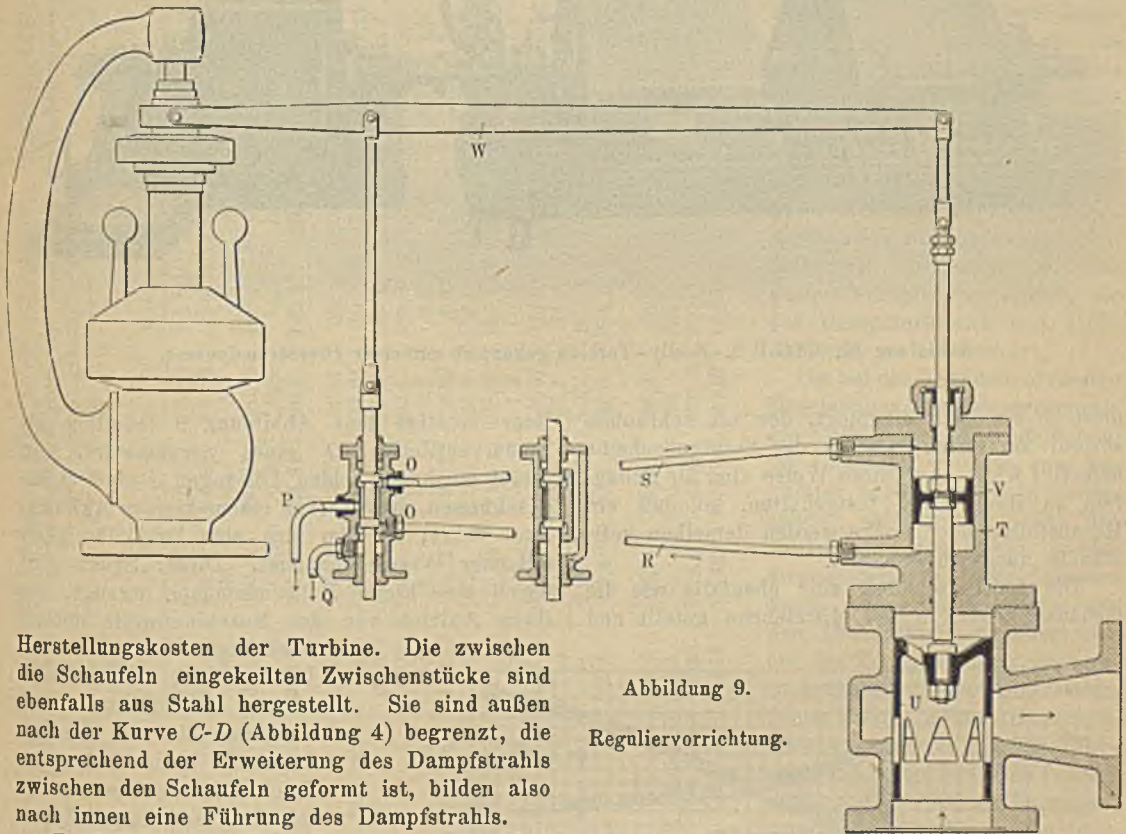 W
O
P
O
Q
S
R
V
T
U
Herstellungskosten der Turbine. Die zwischen
die Schaufeln eingekeilten Zwischenstücke sind
ebenfalls aus Stahl hergestellt. Sie sind außen
nach der Kurve C-D (Abbildung 4) begrenzt, die
entsprechend der Erweiterung des Dampfstrahls
zwischen den Schaufeln geformt ist, bilden also
nach innen eine Führung des Dampfstrahls.
Abbildung 9.
Reguliervorrichtung.